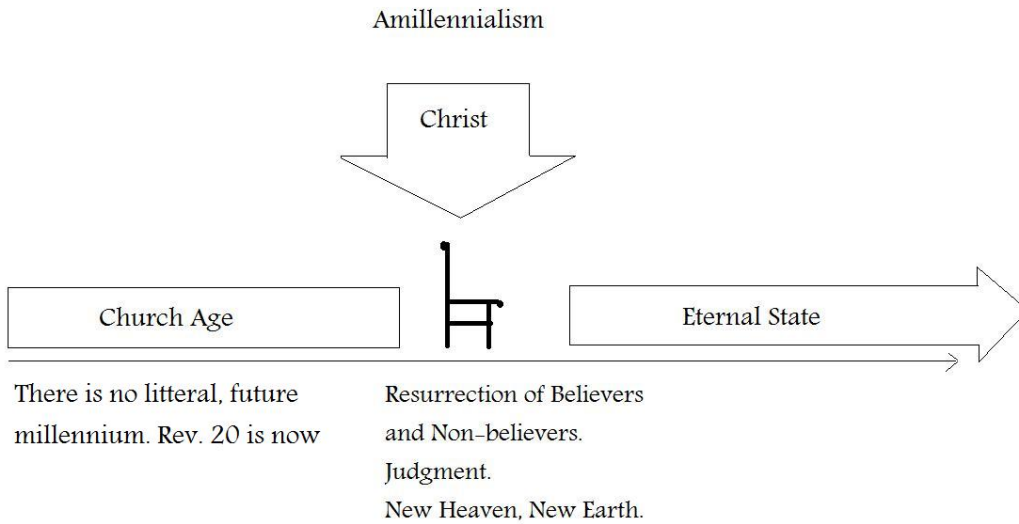 Amillennialism
Christ
Church Age
Eternal State
There is no litteral, future
millennium. Rev. 20 is now
Resurrection of Believers
and Non-believers.
Judgment.
New Heaven, New Earth.